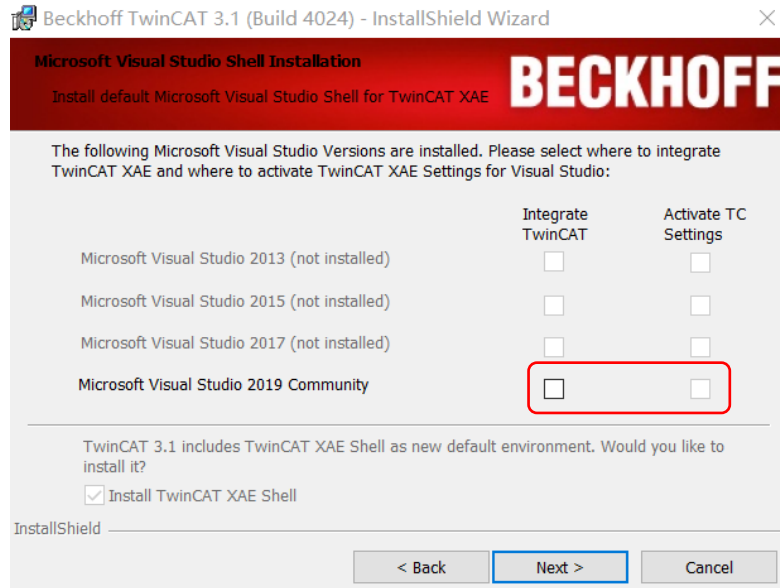 Beckhoff TwinCAT 3.1 (Build 4024) - InstallShield Wizard
Microsoft Visual Studio Shell Installation
Install default Microsoft Visual Studio Shell for TwinCAT XAE
BECKHOFF
The following Microsoft Visual Studio Versions are installed. Please select where to integrate
TwinCAT XAE and where to activate TwinCAT XAE Settings for Visual Studio:
Integrate
TwinCAT
Activate TC
Settings
Microsoft Visual Studio 2013 (not installed)
Microsoft Visual Studio 2015 (not installed)
Microsoft Visual Studio 2017 (not installed)
Microsoft Visual Studio 2019 Community
TwinCAT 3.1 includes TwinCAT XAE Shell as new default environment. Would you like to
install it?
Install TwinCAT XAE Shell
InstallShield
< Back
Next >
Cancel